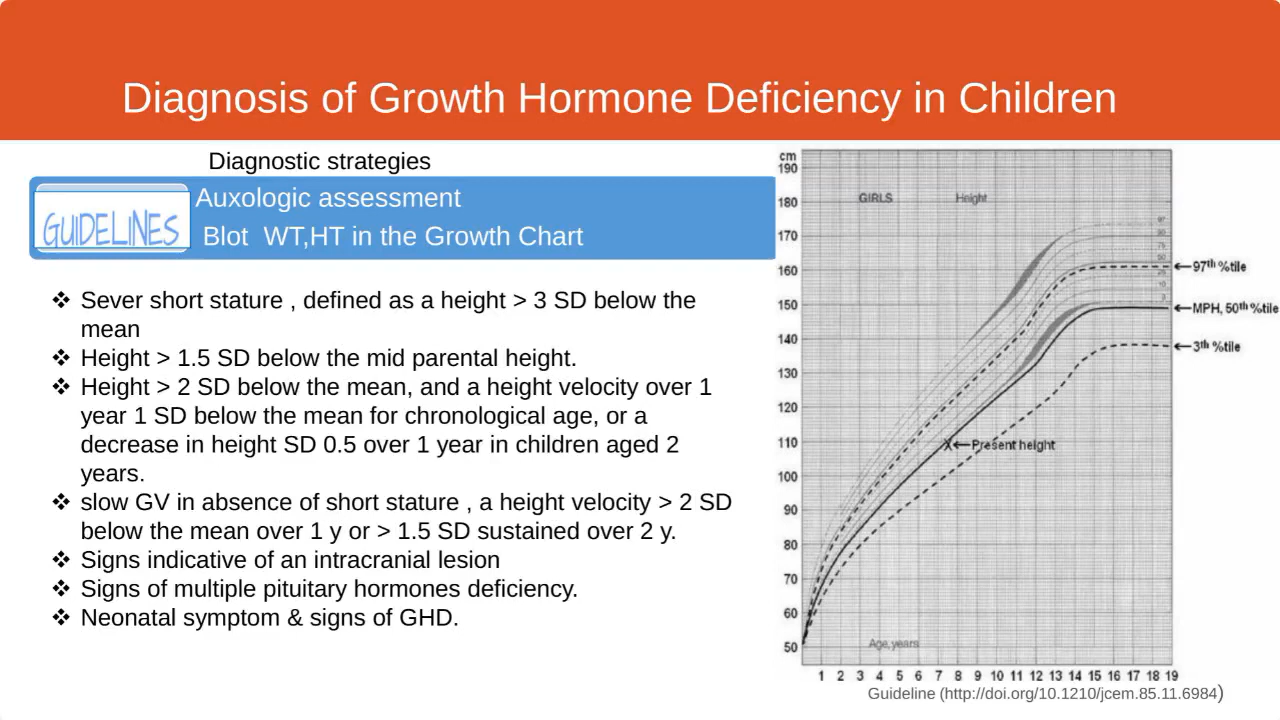 Diagnosis of Growth Hormone Deficiency in Children
Diagnostic strategies
GUIDELINES
Auxologic assessment
Blot WT,HT in the Growth Chart
❖ Sever short stature , defined as a height > 3 SD below the
mean
❖ Height > 1.5 SD below the mid parental height.
❖ Height > 2 SD below the mean, and a height velocity over 1
year 1 SD below the mean for chronological age, or a
decrease in height SD 0.5 over 1 year in children aged 2
years.
❖ slow GV in absence of short stature , a height velocity > 2 SD
below the mean over 1 y or > 1.5 SD sustained over 2 y.
❖ Signs indicative of an intracranial lesion
❖ Signs of multiple pituitary hormones deficiency.
❖ Neonatal symptom & signs of GHD.
cm
190
180
170
160
150
140
130
120
110
100
90
80
70
60
50
GIRLS Height
97
90
75
50
25
10
3
←97th %tile
←MPH, 50th %tile
←3th %tile
X←Present height
Age, years
1 2 3 4 5 6 7 8 9 10 11 12 13 14 15 16 17 18 19
Guideline (http://doi.org/10.1210/jcem.85.11.6984)